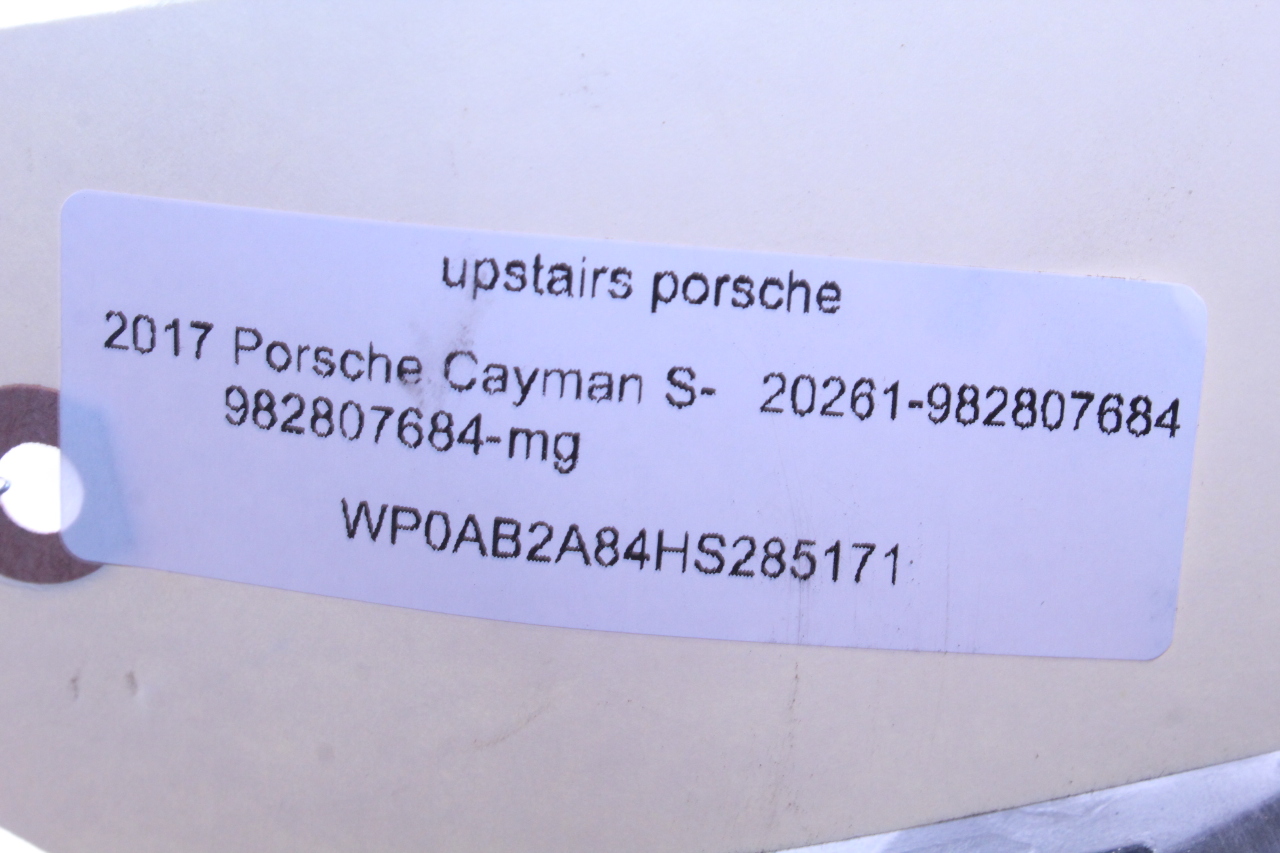 upstairs porsche
2017 Porsche Cayman S- 20261-982807684
982807684-mg
WP0AB2A84HS285171